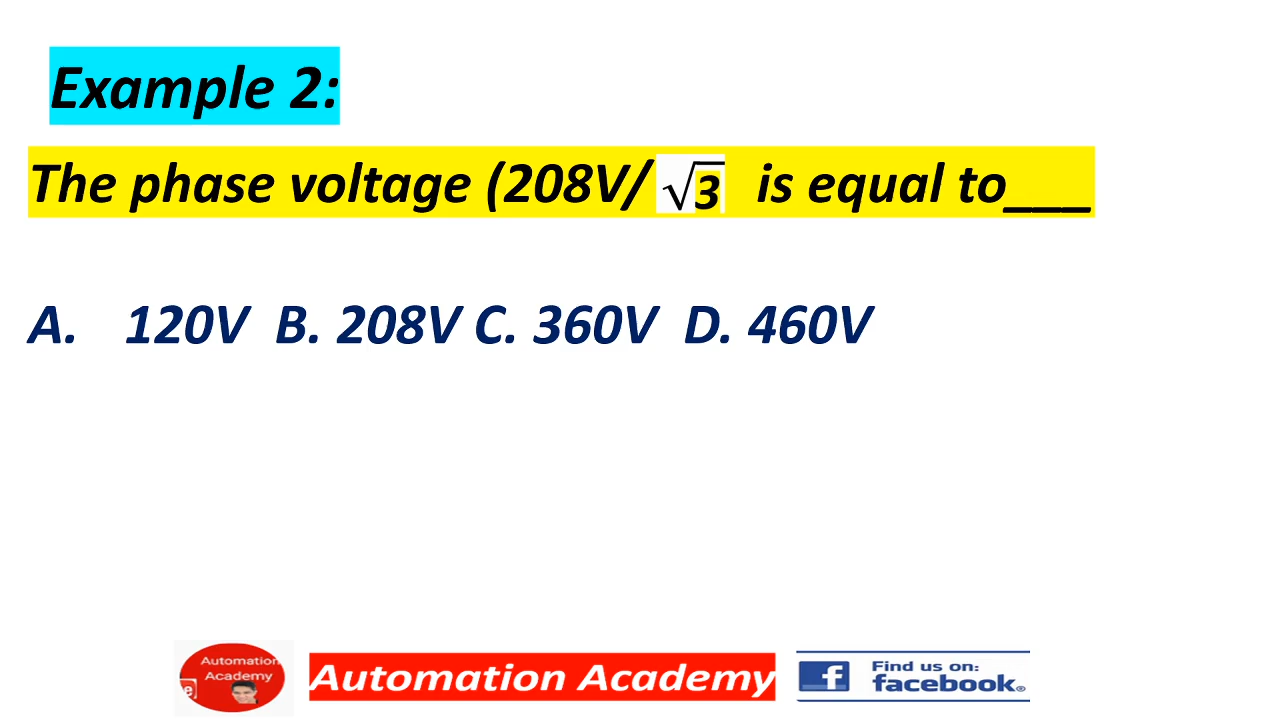 Example 2:
The phase voltage (208V/ √3 is equal to___
A. 120V B. 208V C. 360V D. 460V
Automation
Academy
e
Automation Academy
f
Find us on:
facebook®